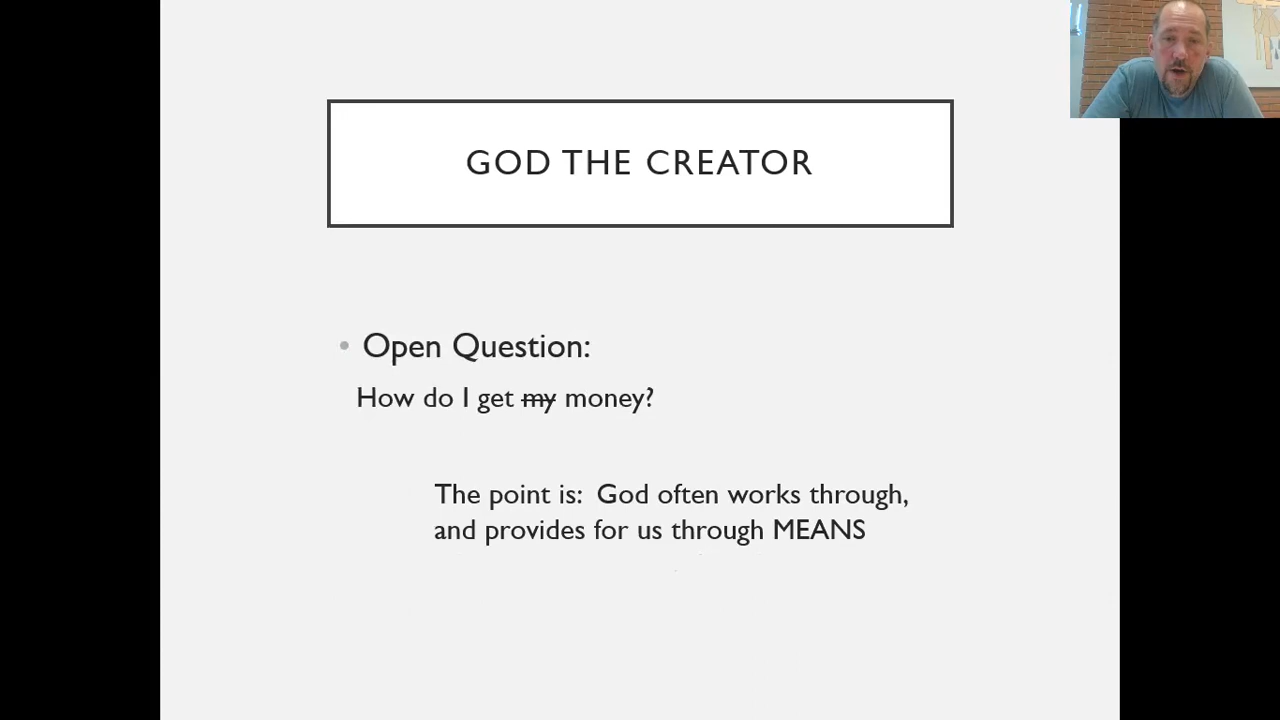 GOD THE CREATOR
• Open Question:
How do I get my money?
The point is: God often works through,
and provides for us through MEANS